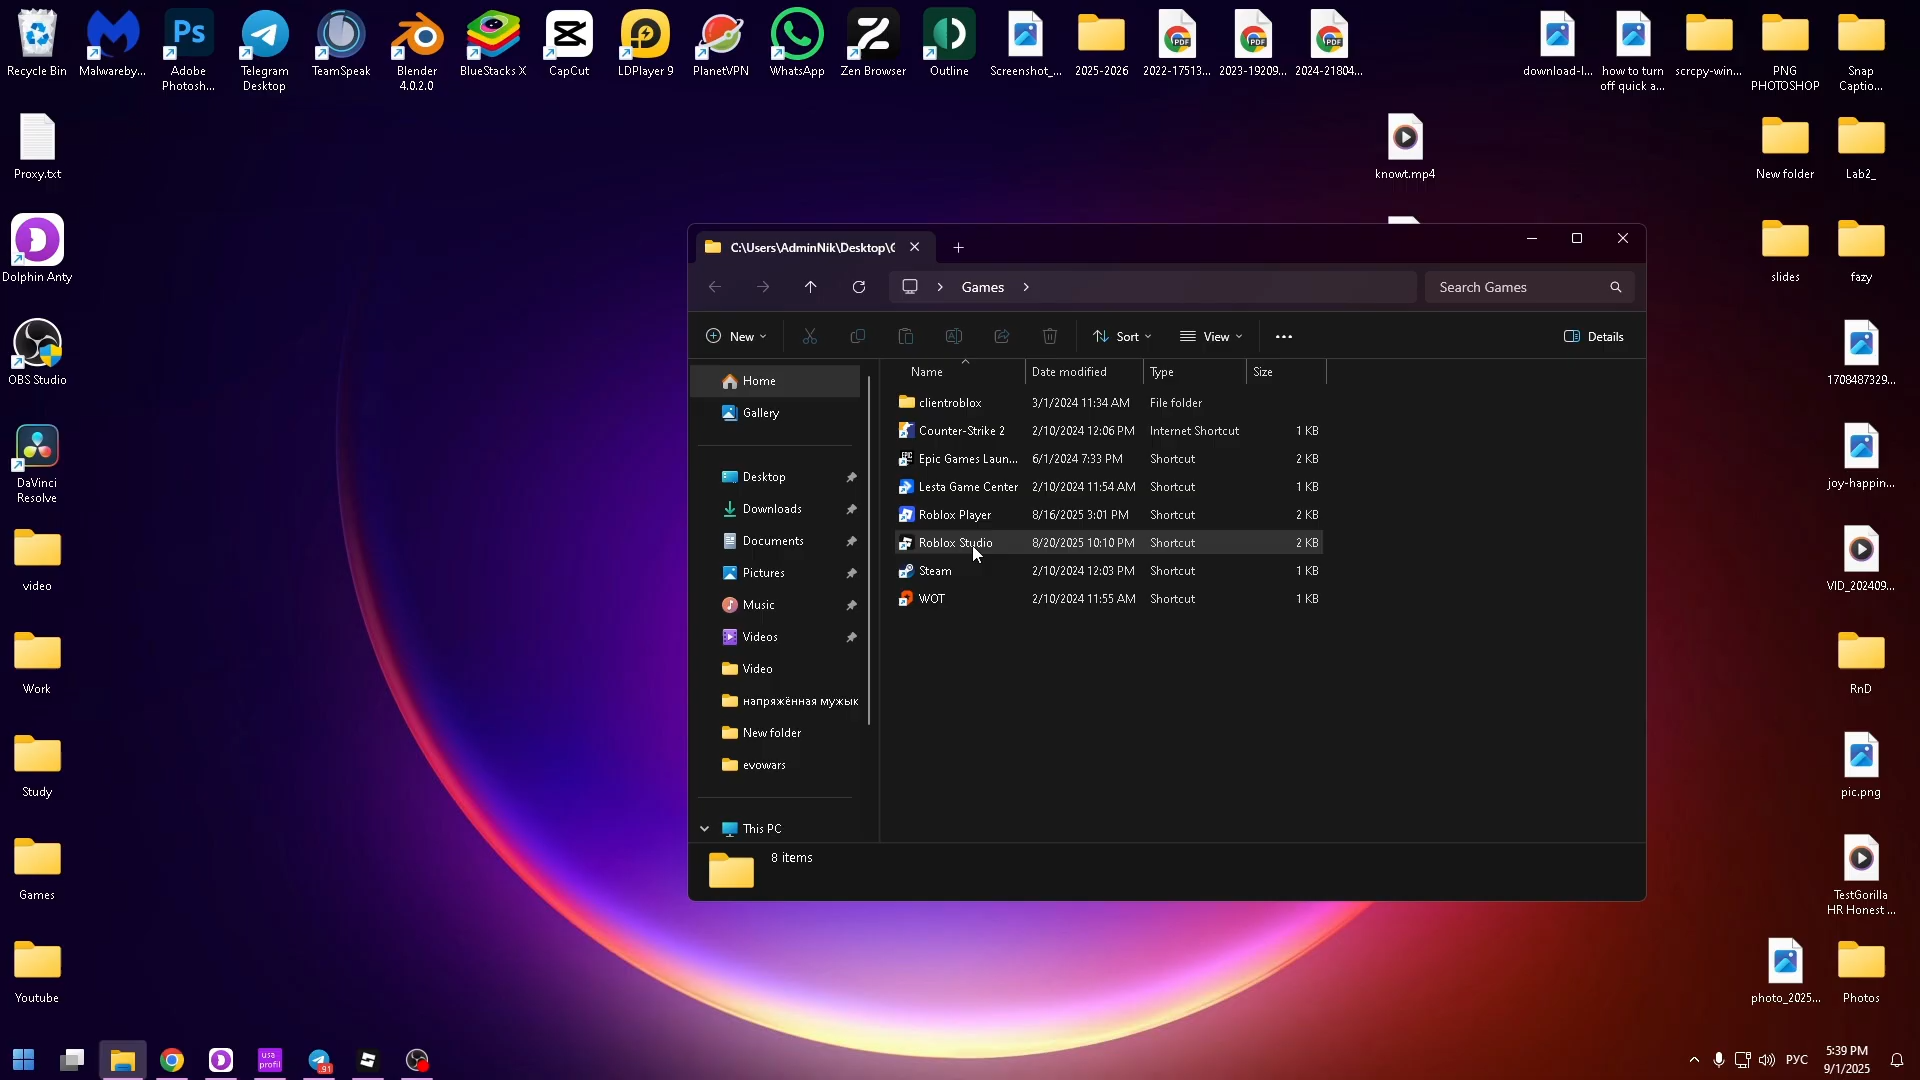 Recycle Bin
Malwareby...
Adobe
Photosh...
Telegram
Desktop
TeamSpeak
Blender
4.0.2.0
BlueStacks X
CapCut
LDPlayer 9
PlanetVPN
WhatsApp
Zen Browser
Outline
Screenshot_...
2025-2026
2022-17513...
2023-19209...
2024-21804...
download-l...
how to turn
off quick a...
scrcpy-win...
PNG
PHOTOSHOP
Snap
Captio...
Proxy.txt
knowt.mp4
New folder
Lab2_
Dolphin Anty
slides
fazy
OBS Studio
1708487329...
DaVinci
Resolve
joy-happin...
video
VID_202409...
Work
RnD
Study
pic.png
Games
TestGorilla
HR Honest ...
Youtube
photo_2025...
Photos
C:\Users\AdminNik\Desktop\G
Games
Search Games
New
Sort
View
Details
Home
Gallery
Desktop
Downloads
Documents
Pictures
Music
Videos
Video
напряжённая мужык
New folder
evowars
This PC
Name Date modified Type Size
clientroblox 3/1/2024 11:34 AM File folder
Counter-Strike 2 2/10/2024 12:06 PM Internet Shortcut 1 KB
Epic Games Laun... 6/1/2024 7:33 PM Shortcut 2 KB
Lesta Game Center 2/10/2024 11:54 AM Shortcut 1 KB
Roblox Player 8/16/2025 3:01 PM Shortcut 2 KB
Roblox Studio 8/20/2025 10:10 PM Shortcut 2 KB
Steam 2/10/2024 12:03 PM Shortcut 1 KB
WOT 2/10/2024 11:55 AM Shortcut 1 KB
8 items
usa
profil
91
РУС
5:39 PM
9/1/2025